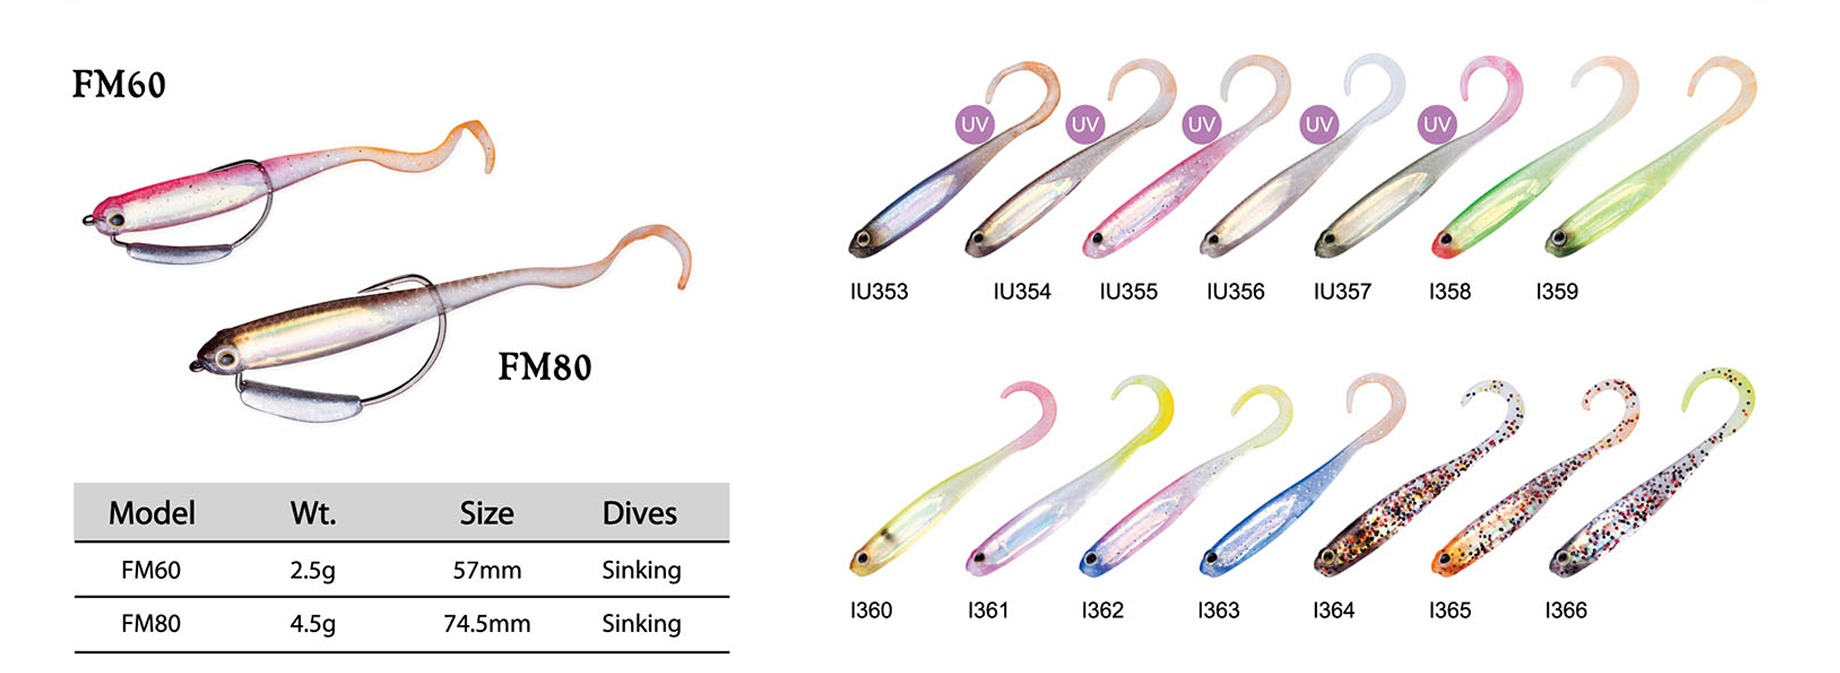 FM60
FM80
Model Wt. Size Dives
FM60 2.5g 57mm Sinking
FM80 4.5g 74.5mm Sinking
UV UV UV UV UV
IU353 IU354 IU355 IU356 IU357 I358 I359
I360 I361 I362 I363 I364 I365 I366